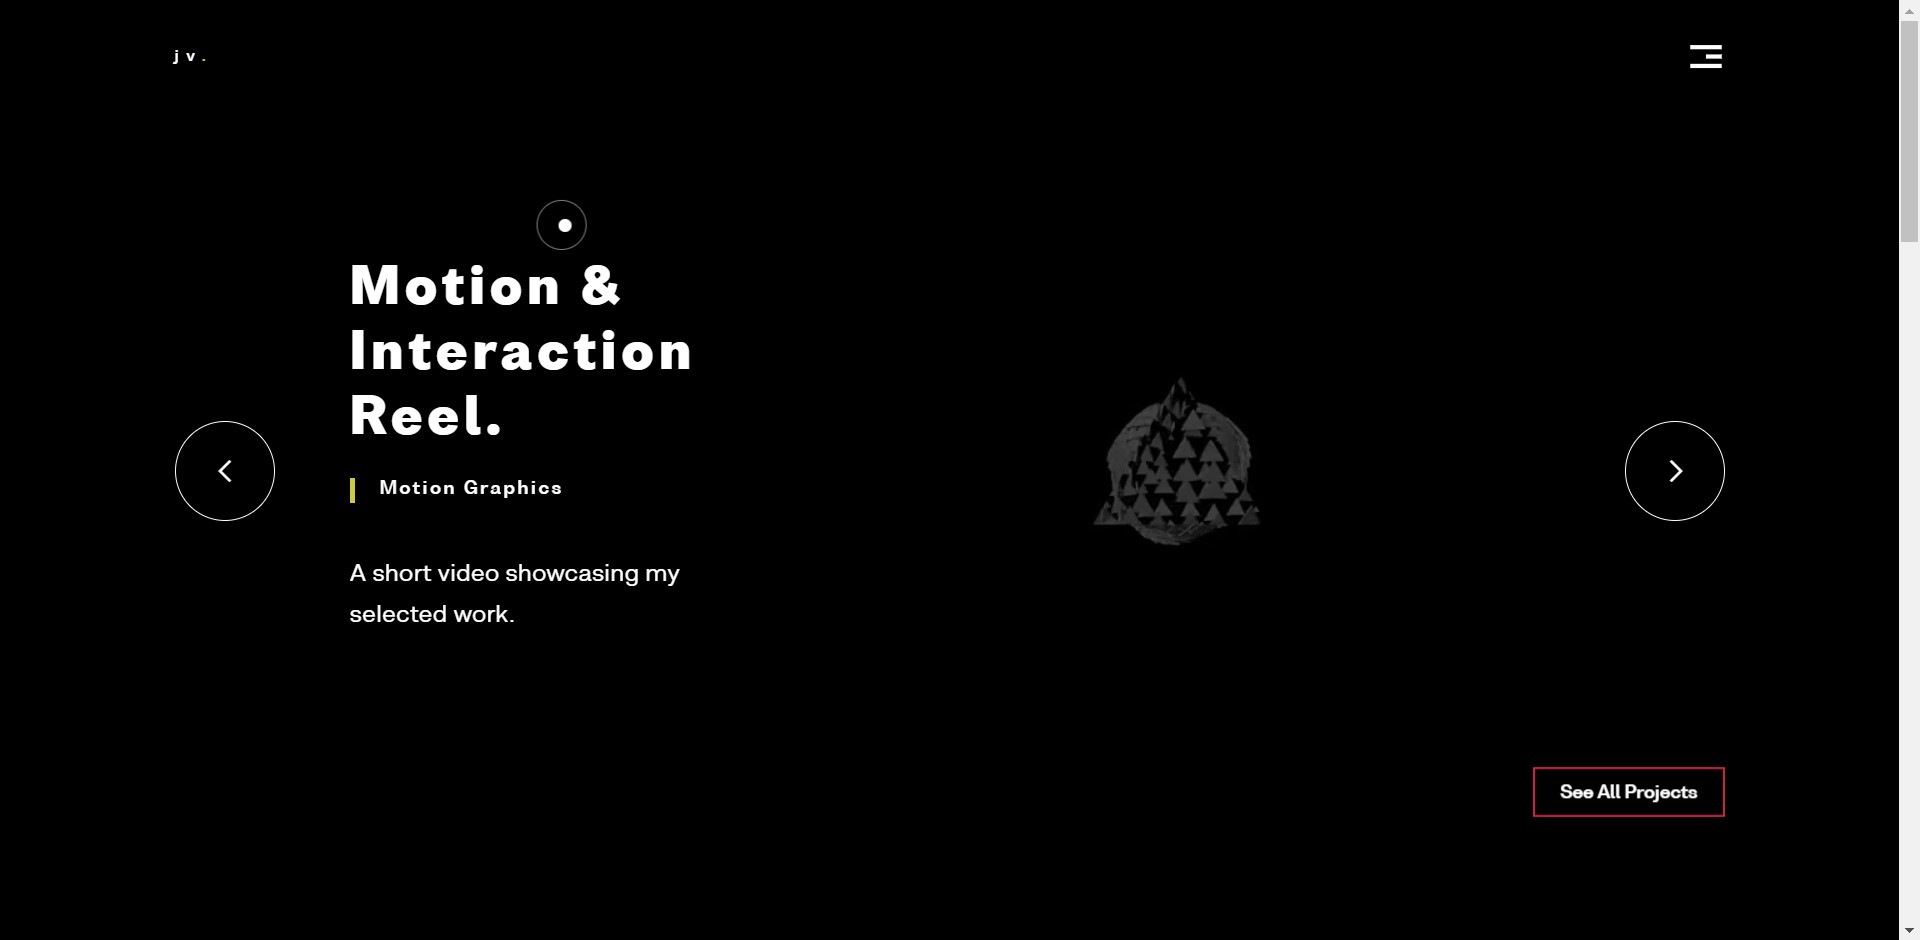 jv.
Motion &
Interaction
Reel.
Motion Graphics
A short video showcasing my
selected work.
See All Projects